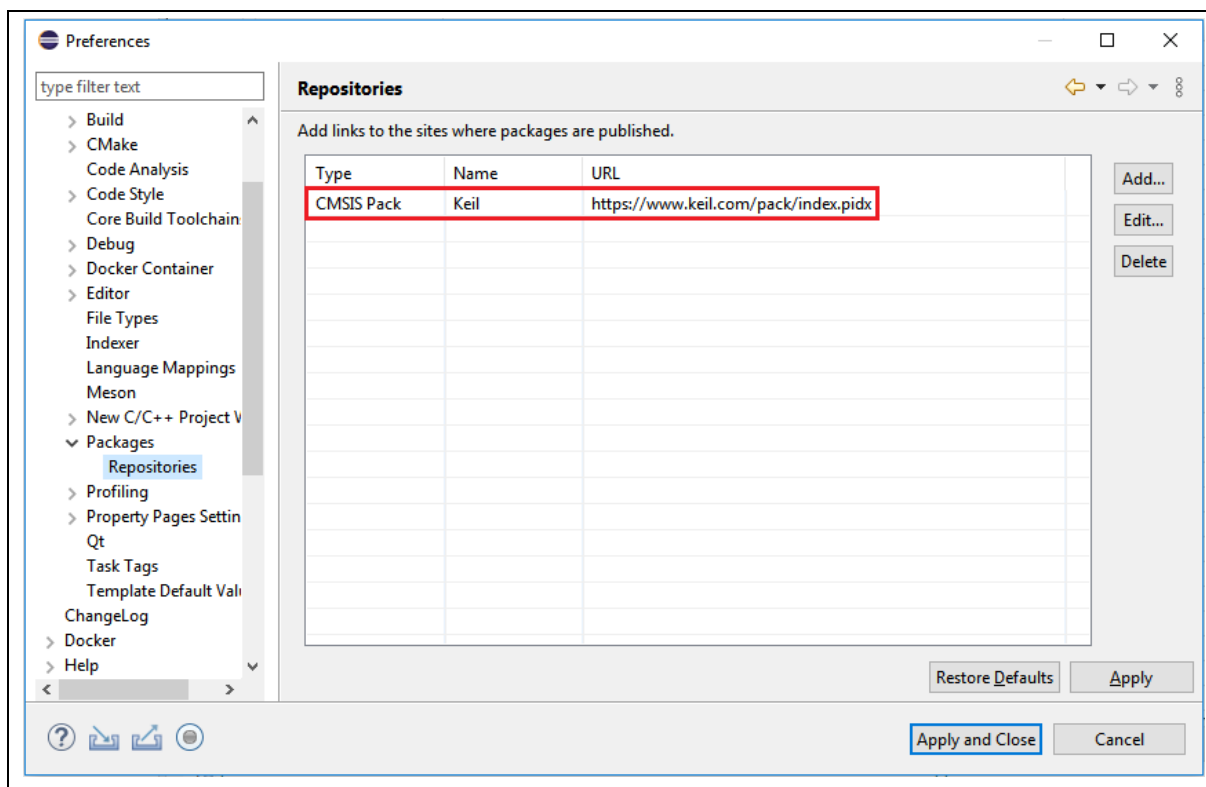 Preferences
type filter text
Build
CMake
Code Analysis
Code Style
Core Build Toolchain
Debug
Docker Container
Editor
File Types
Indexer
Language Mappings
Meson
New C/C++ Project
Packages
Repositories
Profiling
Property Pages Settin
Qt
Task Tags
Template Default Val
ChangeLog
Docker
Help
Repositories
Add links to the sites where packages are published.
Type Name URL
CMSIS Pack Keil https://www.keil.com/pack/index.pidx
Add...
Edit...
Delete
Restore Defaults Apply
Apply and Close Cancel